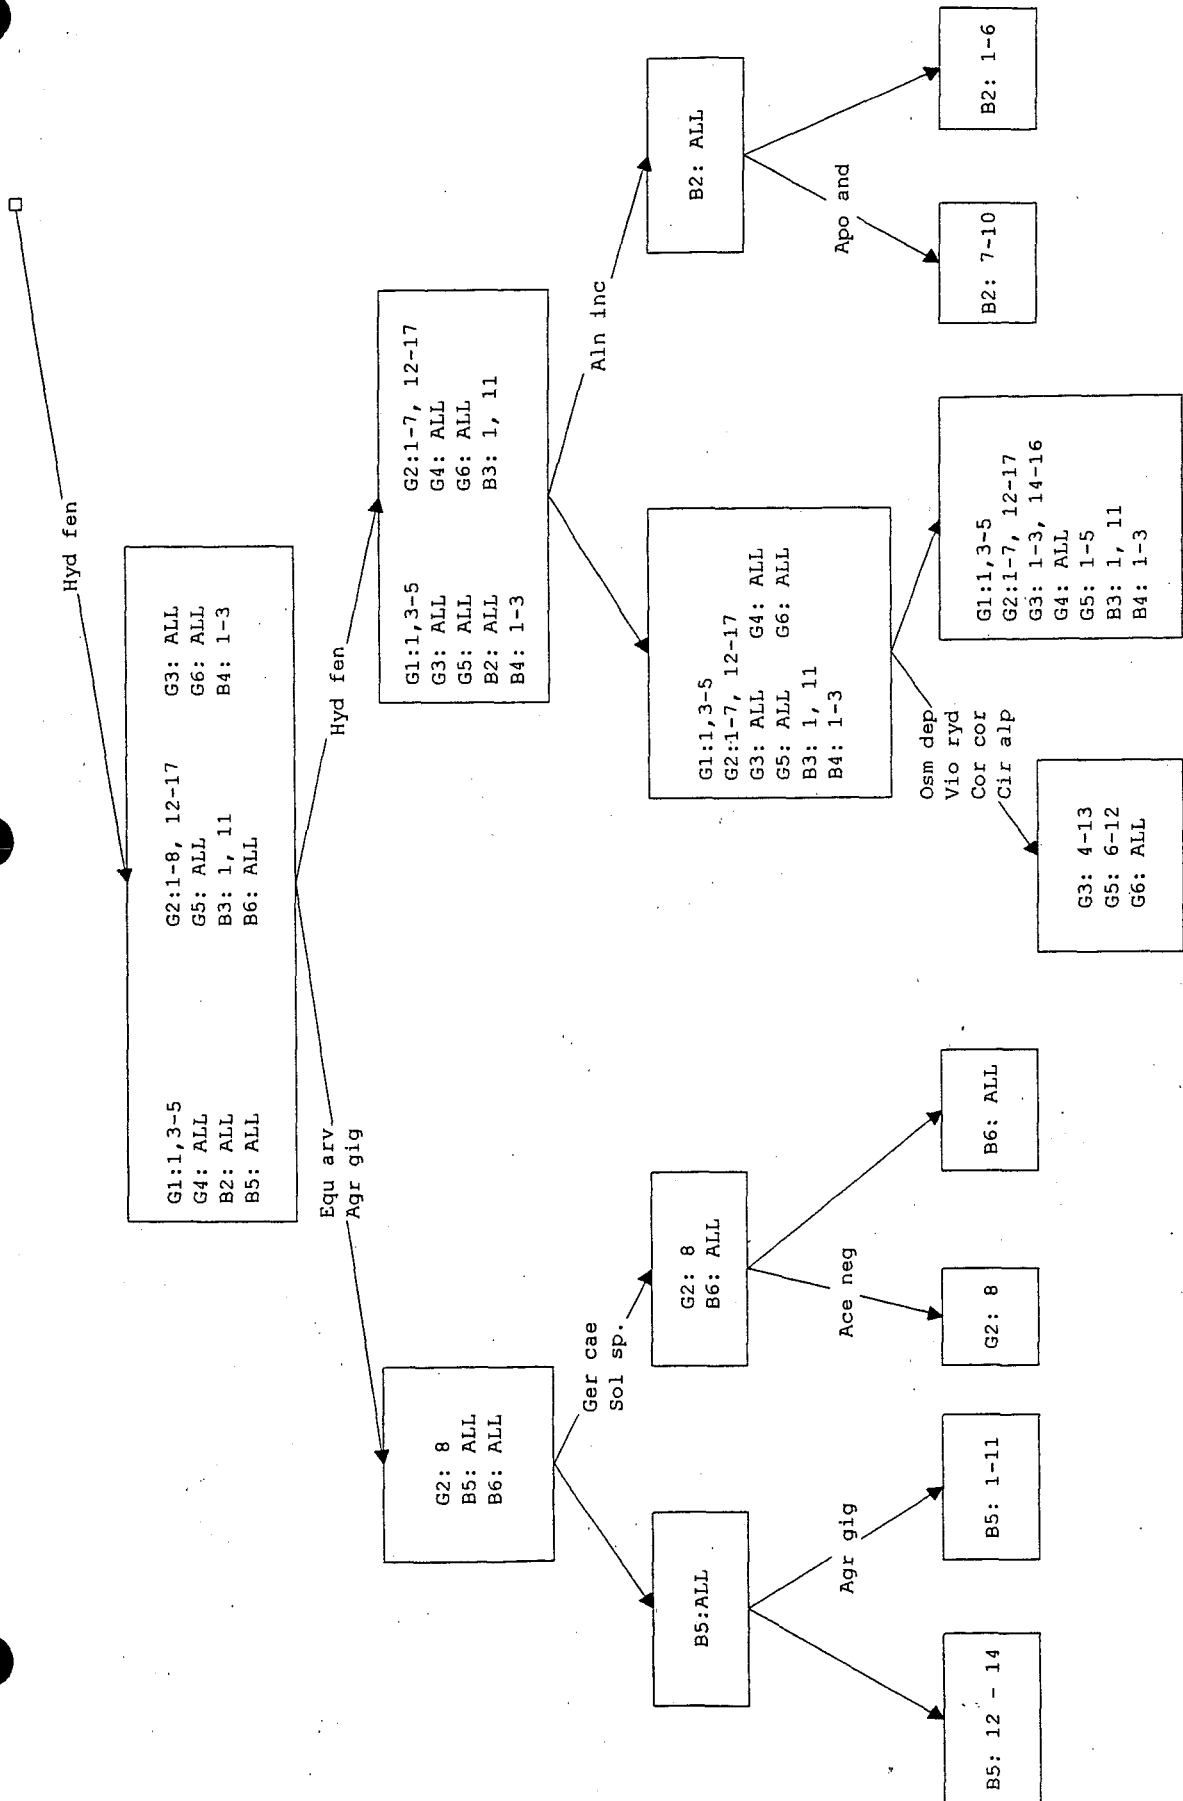 Hyd fen
G1:1,3-5 G2:1-8, 12-17 G3: ALL
G4: ALL G5: ALL G6: ALL
B2: ALL B3: 1, 11 B4: 1-3
B5: ALL B6: ALL
Equ arv
Agr gig
Hyd fen
G2: 8
B5: ALL
B6: ALL
G1:1,3-5 G2:1-7, 12-17
G3: ALL G4: ALL
G5: ALL G6: ALL
B2: ALL B3: 1, 11
B4: 1-3
Ger cae
Sol sp.
Aln inc
B5:ALL
G2: 8
B6: ALL
G1:1,3-5
G2:1-7, 12-17
G3: ALL G4: ALL
G5: ALL G6: ALL
B3: 1, 11
B4: 1-3
B2: ALL
Agr gig
Ace neg
Osm dep
Vio ryd
Cor cor
Cir alp
Apo and
B5: 12 - 14
B5: 1-11
G2: 8
B6: ALL
G3: 4-13
G5: 6-12
G6: ALL
G1:1,3-5
G2:1-7, 12-17
G3: 1-3, 14-16
G4: ALL
G5: 1-5
B3: 1, 11
B4: 1-3
B2: 7-10
B2: 1-6